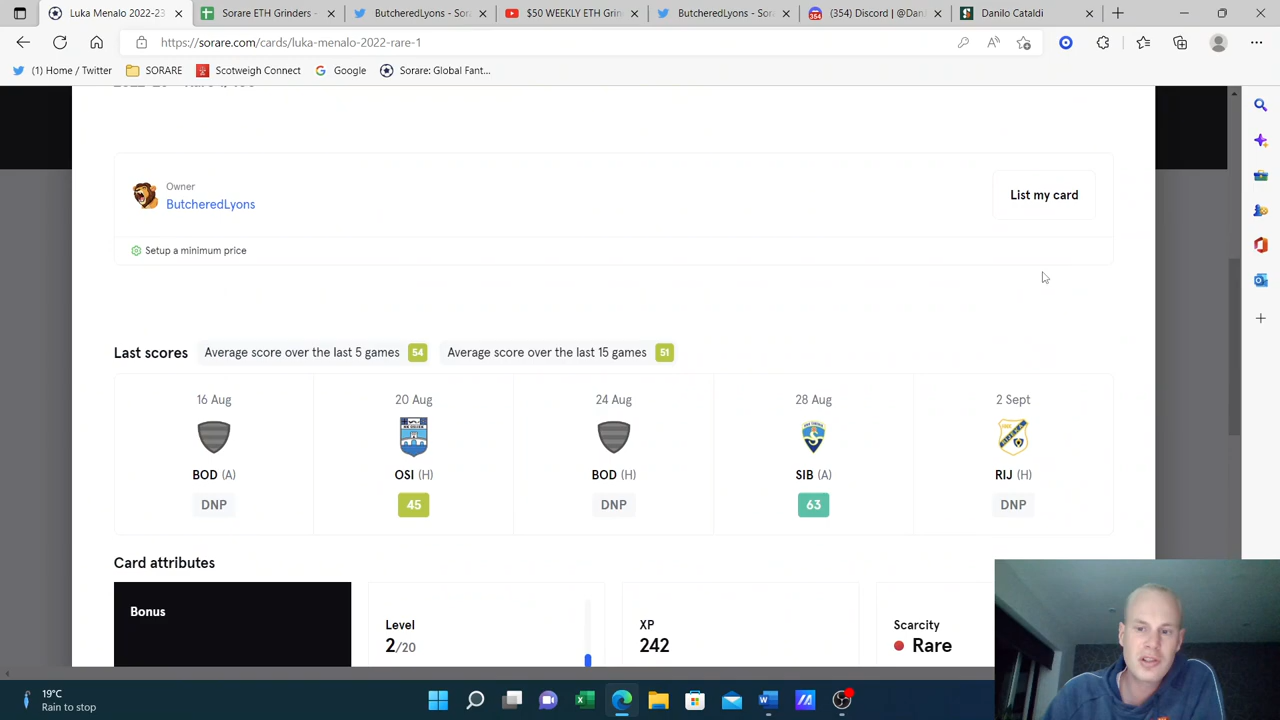 Luka Menalo 2022-23
Sorare ETH Grinders -
ButcheredLyons - Sora
$50 WEEKLY ETH Grin
ButcheredLyons - Sora
(354) Discord | @DanL
Danilo Cataldi
https://sorare.com/cards/luka-menalo-2022-rare-1
(1) Home / Twitter
SORARE
Scotweigh Connect
Google
Sorare: Global Fant...
Owner
ButcheredLyons
List my card
Setup a minimum price
Last scores
Average score over the last 5 games 54
Average score over the last 15 games 51
16 Aug
20 Aug
24 Aug
28 Aug
2 Sept
BOD (A)
OSI (H)
BOD (H)
SIB (A)
RIJ (H)
DNP
45
DNP
63
DNP
Card attributes
Bonus
Level
2/20
XP
242
Scarcity
Rare
19°C
Rain to stop